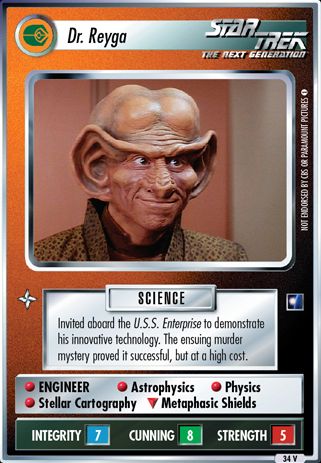 Dr. Reyga
STAR TREK
THE NEXT GENERATION
NOT ENDORSED BY CBS OR PARAMOUNT PICTURES
SCIENCE
Invited aboard the U.S.S. Enterprise to demonstrate
his innovative technology. The ensuing murder
mystery proved it successful, but at a high cost.
ENGINEER Astrophysics Physics
Stellar Cartography Metaphasic Shields
INTEGRITY 7 CUNNING 8 STRENGTH 5
34 V